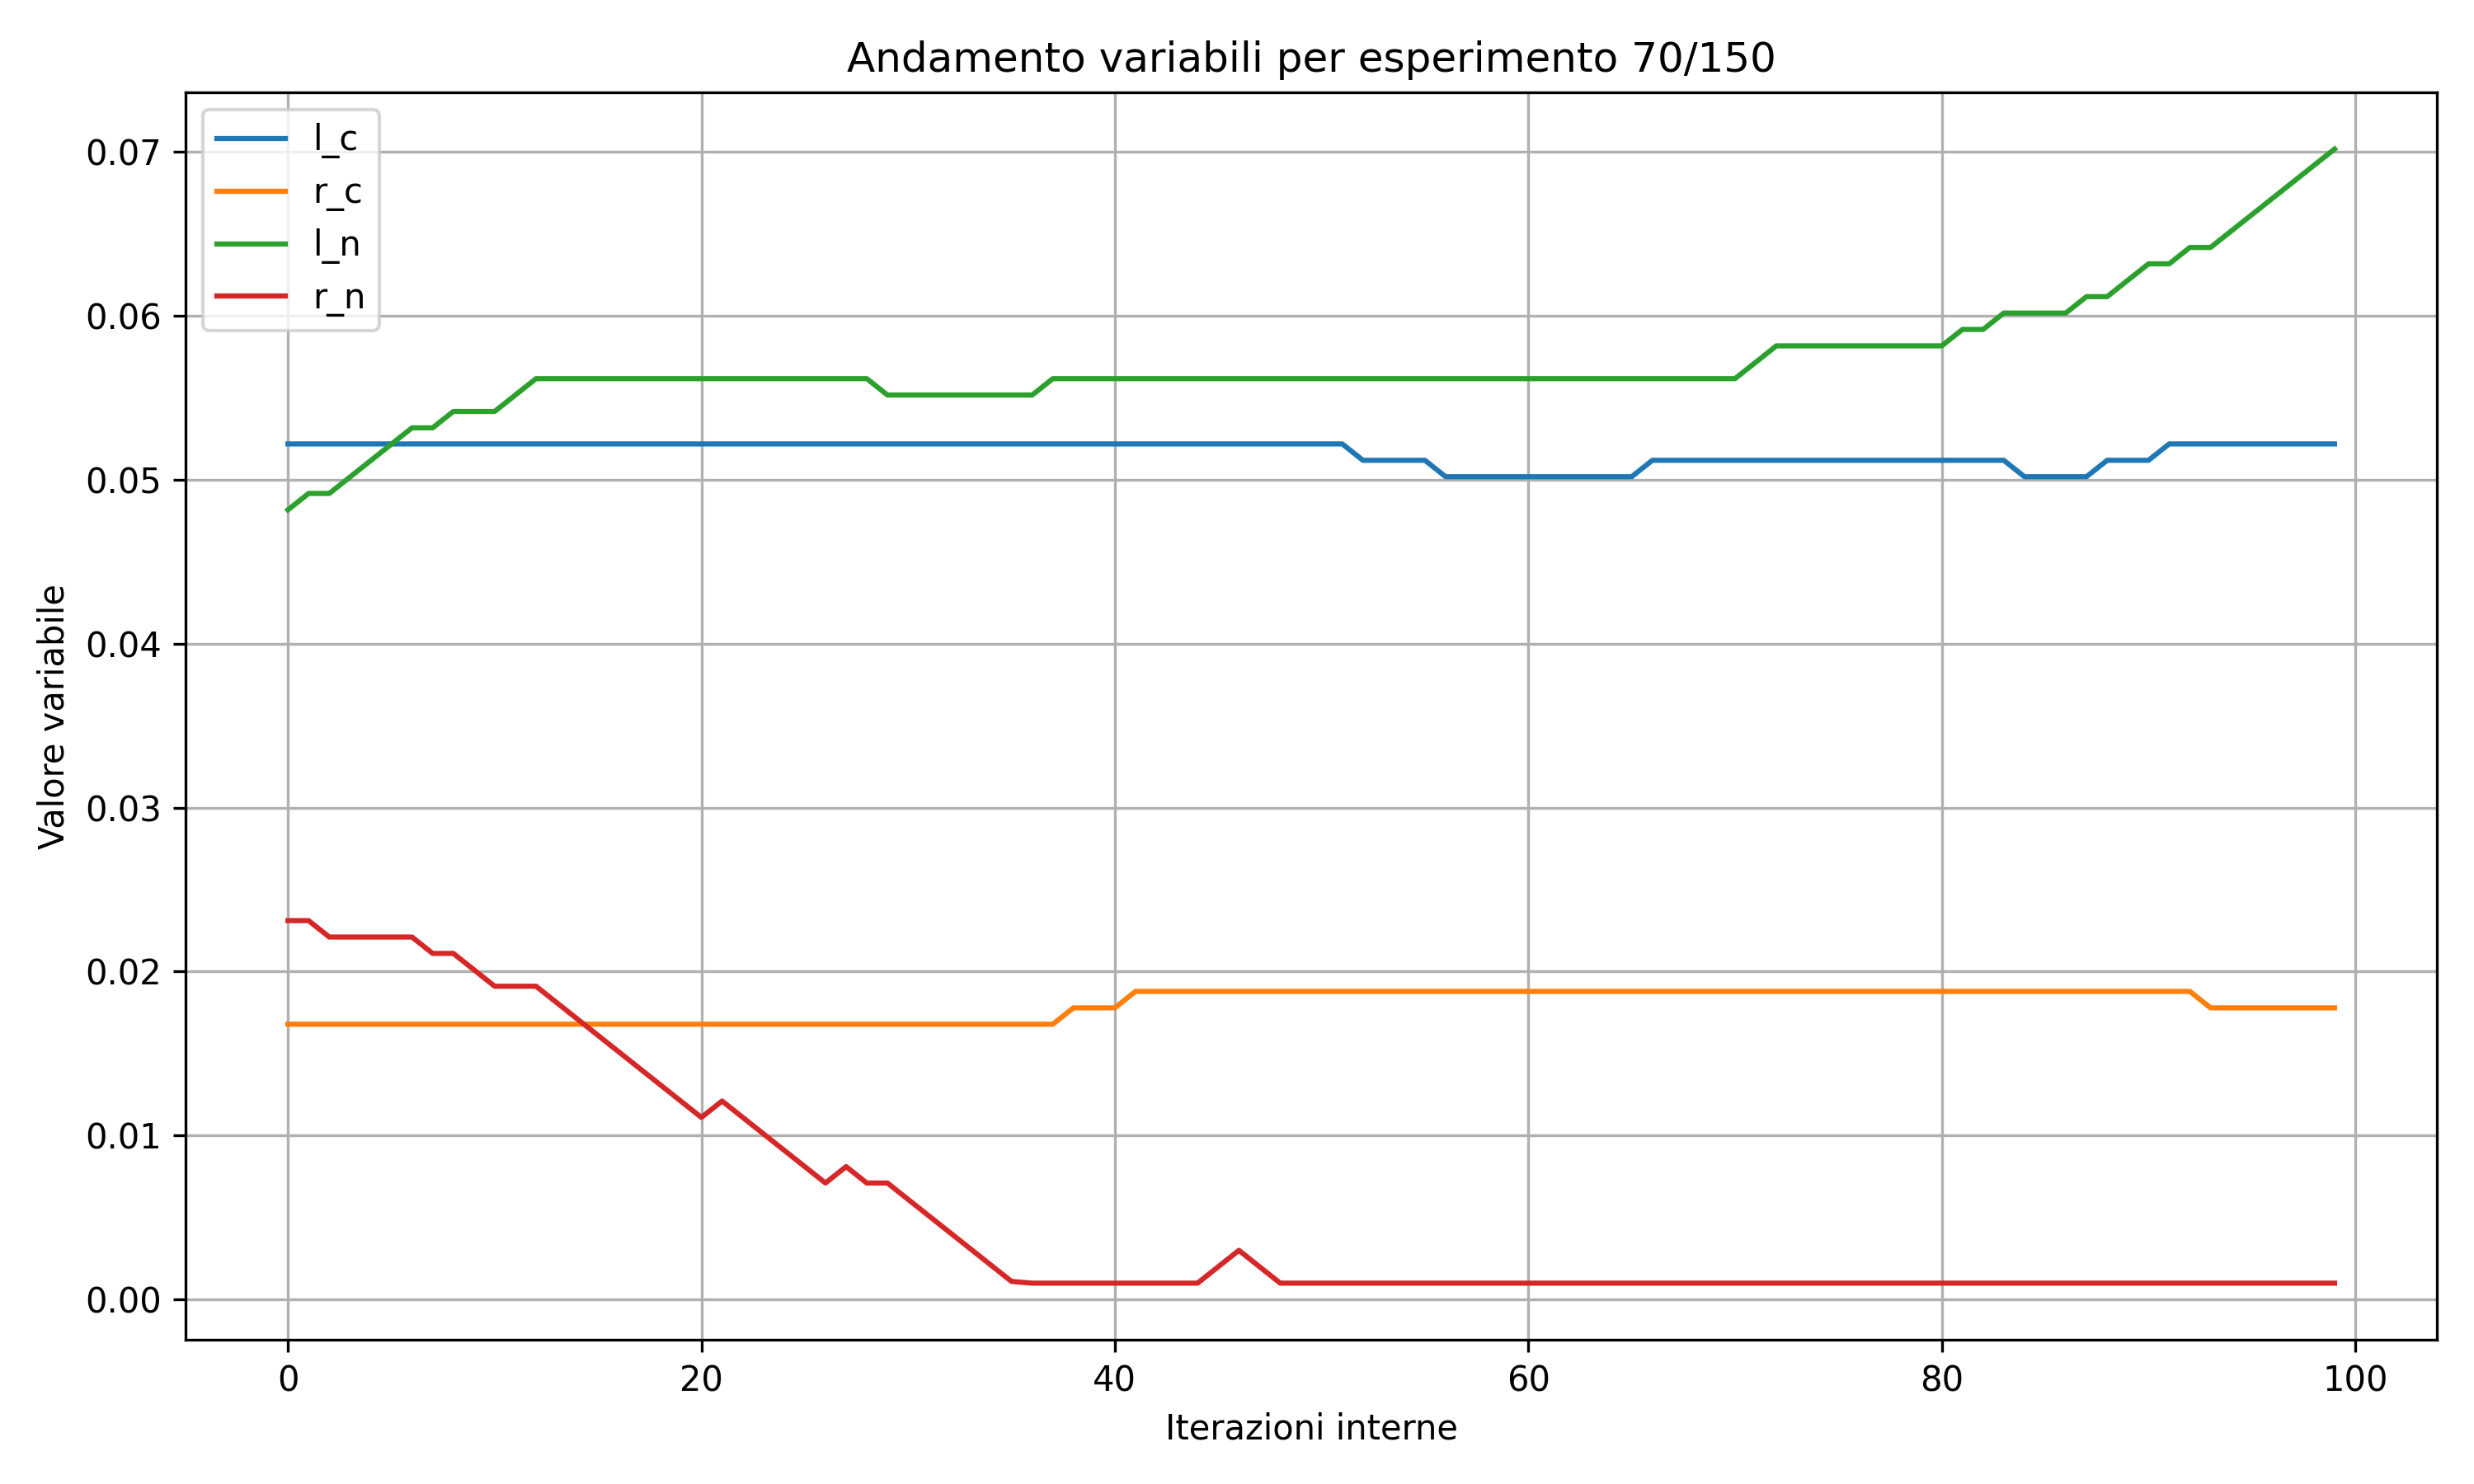 Andamento variabili per esperimento 70/150
l_c
r_c
l_n
r_n
0.07
0.06
0.05
0.04
0.03
0.02
0.01
0.00
Valore variabile
0 20 40 60 80 100
Iterazioni interne